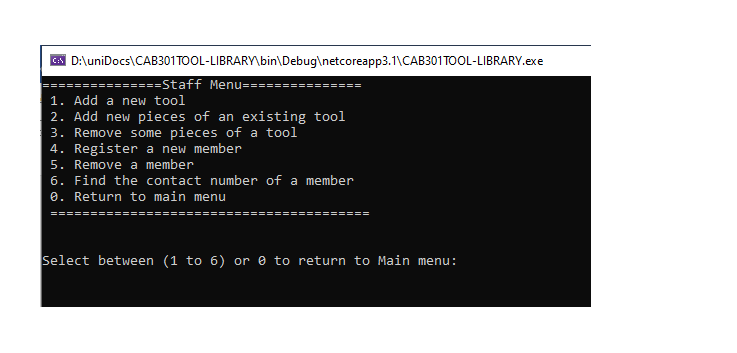 D:\uniDocs\CAB301TOOL-LIBRARY\bin\Debug\netcoreapp3.1\CAB301TOOL-LIBRARY.exe
===============Staff Menu===============
1. Add a new tool
2. Add new pieces of an existing tool
3. Remove some pieces of a tool
4. Register a new member
5. Remove a member
6. Find the contact number of a member
0. Return to main menu
========================================
Select between (1 to 6) or 0 to return to Main menu: